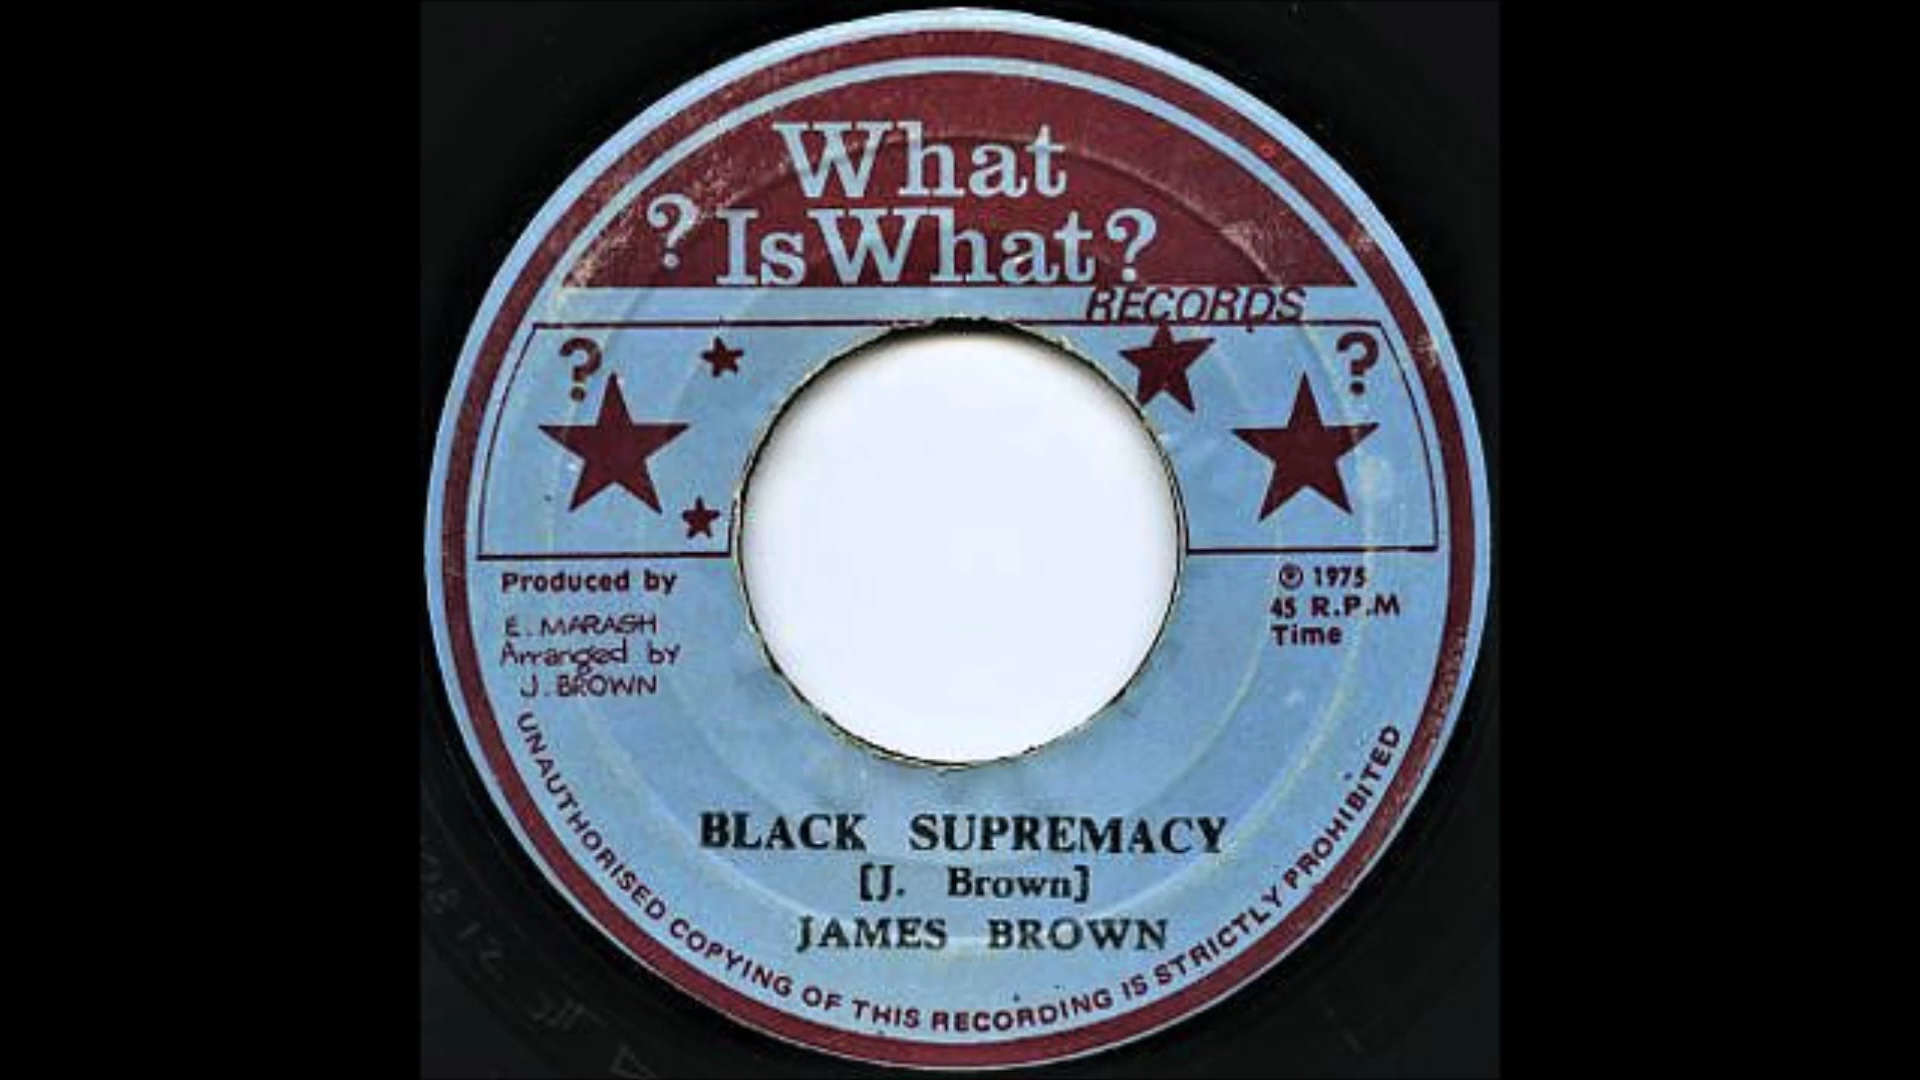 What
? Is What?
RECORDS
? ?
Produced by
E. MARASH
Arranged by
J. BROWN
℗ 1975
45 R.P.M
Time
BLACK SUPREMACY
[J. Brown]
JAMES BROWN
UNAUTHORISED COPYING OF THIS RECORDING IS STRICTLY PROHIBITED